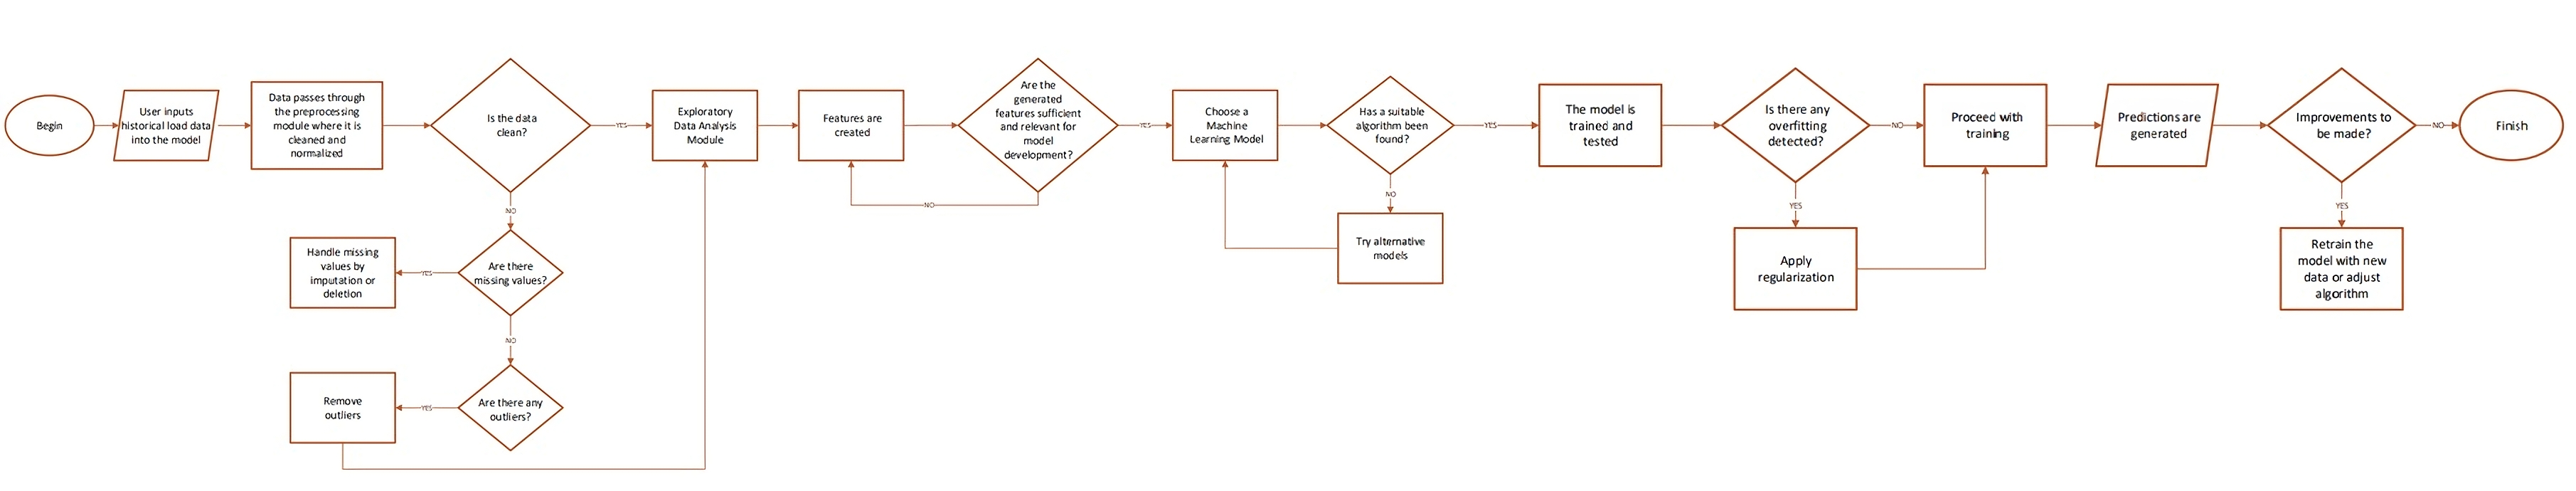 Begin
User inputs
historical load data
into the model
Data passes through
the preprocessing
module where it is
cleaned and
normalized
Is the data
clean?
YES
Exploratory
Data Analysis
Module
Features are
created
Are the
generated
features sufficient
and relevant for
model
development?
YES
Choose a
Machine
Learning Model
Has a suitable
algorithm been
found?
YES
The model is
trained and
tested
Is there any
overfitting
detected?
NO
Proceed with
training
Predictions are
generated
Improvements to
be made?
NO
Finish
NO
NO
NO
YES
YES
Handle missing
values by
imputation or
deletion
YES
Are there
missing values?
Try alternative
models
Apply
regularization
Retrain the
model with new
data or adjust
algorithm
NO
Remove
outliers
YES
Are there any
outliers?